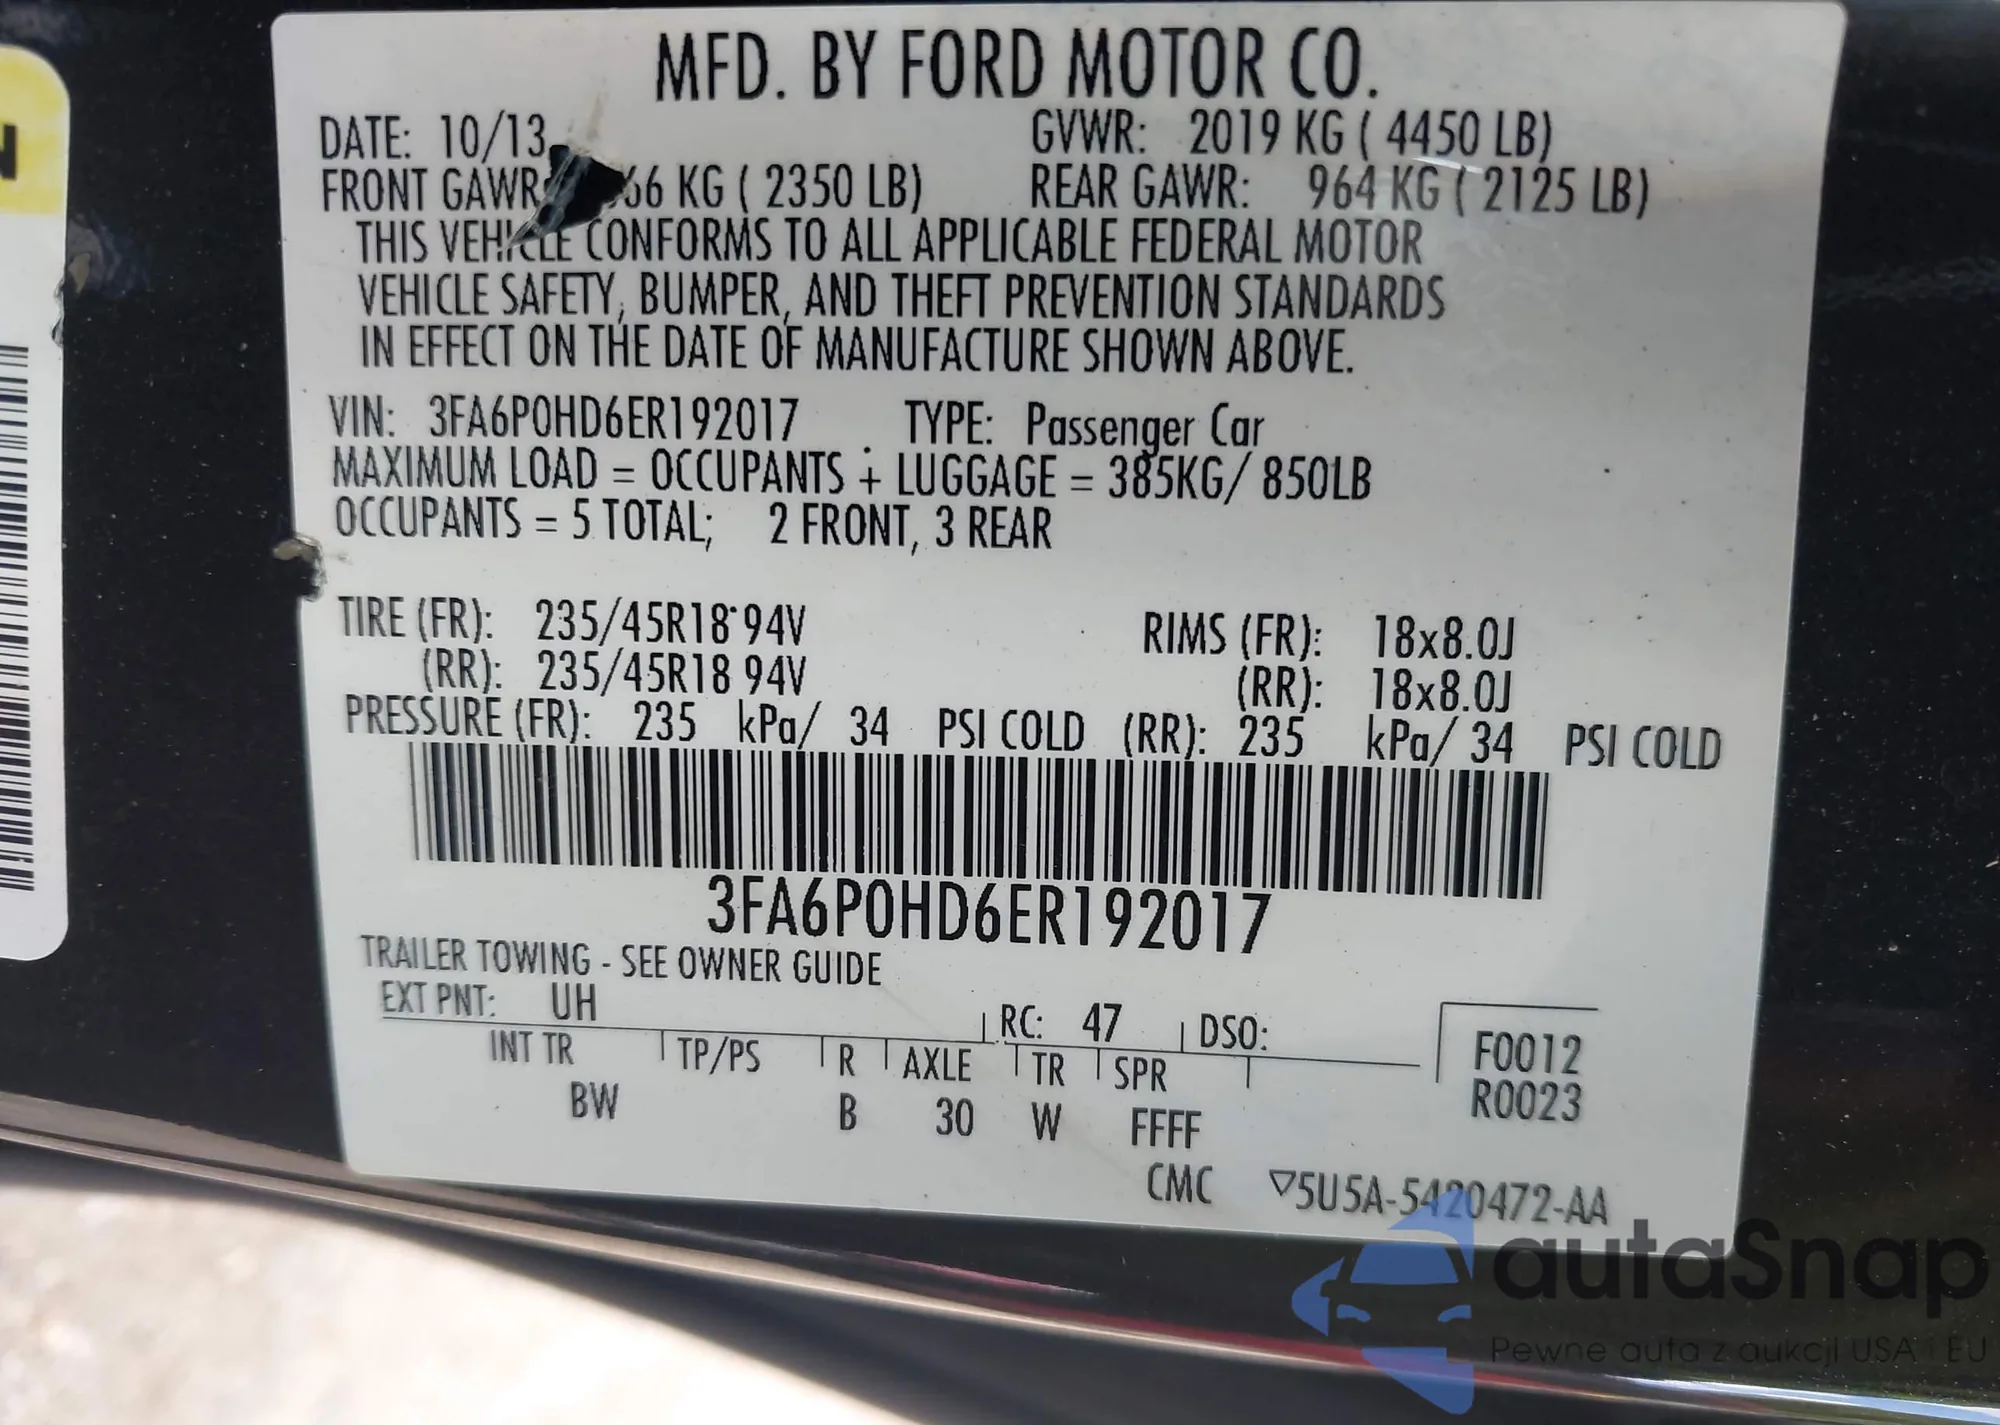 N
MFD. BY FORD MOTOR CO.
DATE: 10/13 GVWR: 2019 KG ( 4450 LB)
FRONT GAWR 66 KG ( 2350 LB) REAR GAWR: 964 KG ( 2125 LB)
THIS VEHICLE CONFORMS TO ALL APPLICABLE FEDERAL MOTOR
VEHICLE SAFETY, BUMPER, AND THEFT PREVENTION STANDARDS
IN EFFECT ON THE DATE OF MANUFACTURE SHOWN ABOVE.
VIN: 3FA6P0HD6ER192017 TYPE: Passenger Car
MAXIMUM LOAD = OCCUPANTS + LUGGAGE = 385KG/ 850LB
OCCUPANTS = 5 TOTAL; 2 FRONT, 3 REAR
TIRE (FR): 235/45R18 94V RIMS (FR): 18x8.0J
(RR): 235/45R18 94V (RR): 18x8.0J
PRESSURE (FR): 235 kPa/ 34 PSI COLD (RR): 235 kPa/ 34 PSI COLD
3FA6P0HD6ER192017
TRAILER TOWING - SEE OWNER GUIDE
EXT PNT: UH RC: 47 DSO:
INT TR TP/PS R AXLE TR SPR F0012
BW B 30 W FFFF R0023
CMC ▽5U5A-5420472-AA
autaSnap
Pewne auta z aukcji USA i EU